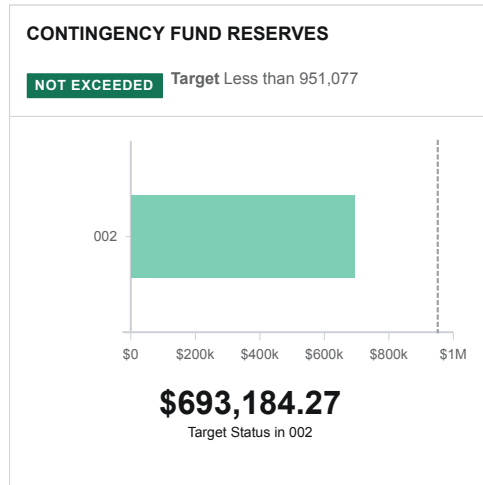 CONTINGENCY FUND RESERVES
NOT EXCEEDED Target Less than 951,077
002
$0 $200k $400k $600k $800k $1M
$693,184.27
Target Status in 002